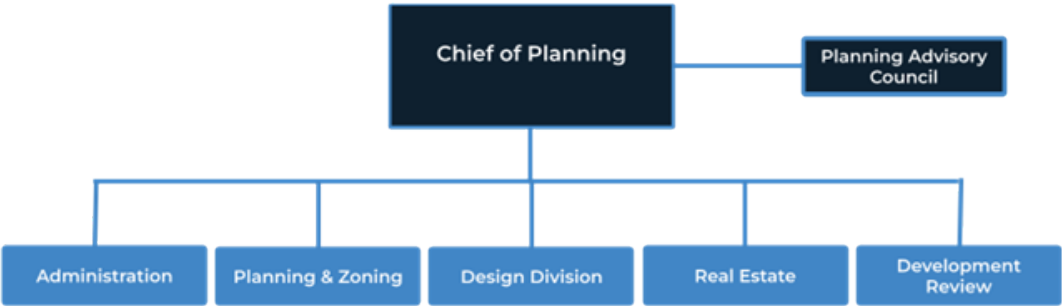 Chief of Planning
Planning Advisory
Council
Administration
Planning & Zoning
Design Division
Real Estate
Development
Review